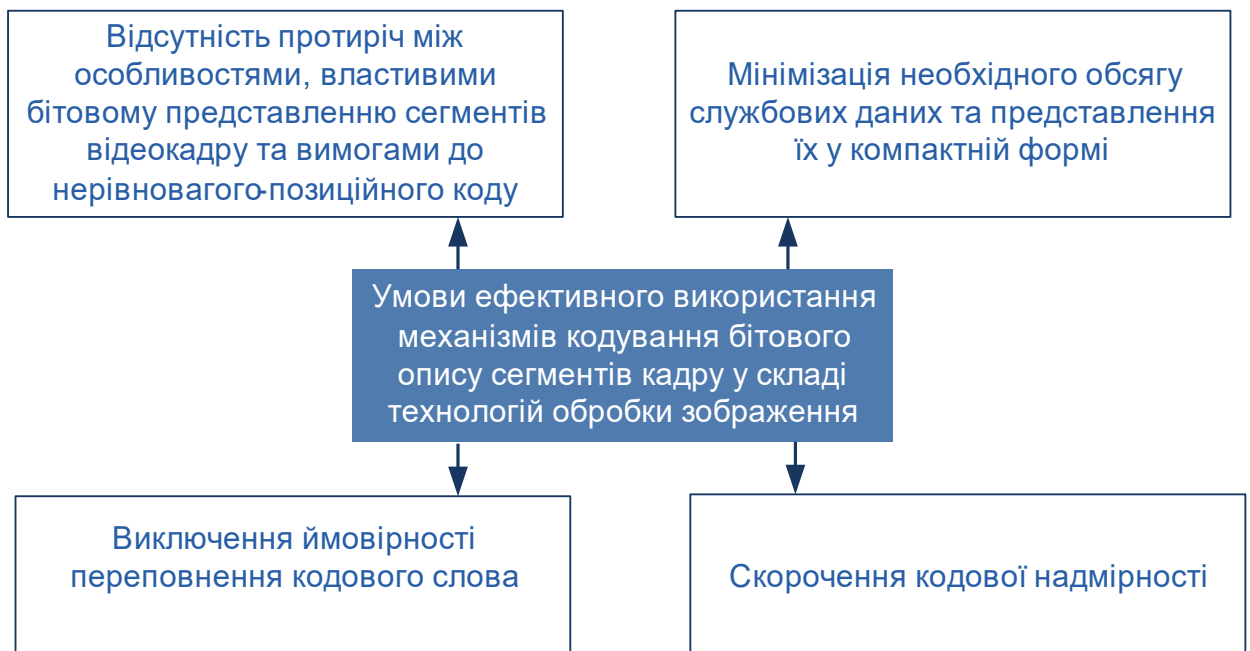 Відсутність протиріч між
особливостями, властивими
бітовому представленню сегментів
відеокадру та вимогами до
нерівновагого-позиційного коду
Мінімізація необхідного обсягу
службових даних та представлення
їх у компактній формі
Умови ефективного використання
механізмів кодування бітового
опису сегментів кадру у складі
технологій обробки зображення
Виключення ймовірності
переповнення кодового слова
Скорочення кодової надмірності